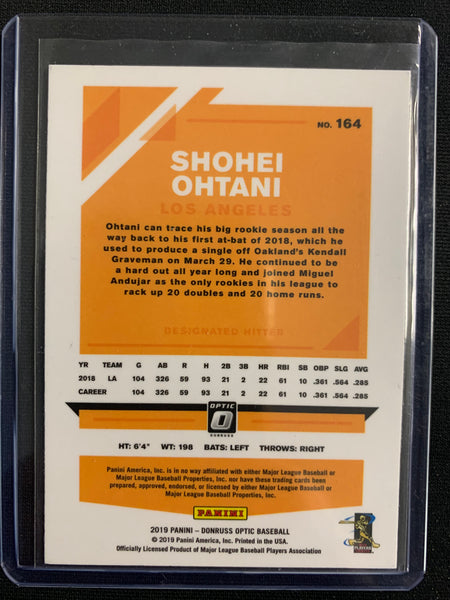 NO. 164
SHOHEI
OHTANI
LOS ANGELES
Ohtani can trace his big rookie season all the
way back to his first at-bat of 2018, which he
used to produce a single off Oakland's Kendall
Graveman on March 29. He continued to be
a hard out all year long and joined Miguel
Andujar as the only rookies in his league to
rack up 20 doubles and 20 home runs.
DESIGNATED HITTER
YR TEAM G AB R H 2B 3B HR RBI SB OBP SLG AVG
2018 LA 104 326 59 93 21 2 22 61 10 .361 .564 .285
CAREER 104 326 59 93 21 2 22 61 10 .361 .564 .285
OPTIC
DONRUSS
HT: 6'4" WT: 198 BATS: LEFT THROWS: RIGHT
Panini America, Inc. is in no way affiliated with either Major League Baseball or
Major League Baseball Properties, Inc. nor have these trading cards been
prepared, approved, endorsed, or licensed by either Major League Baseball or
Major League Baseball Properties, Inc.
PANINI
2019 PANINI – DONRUSS OPTIC BASEBALL
© 2019 Panini America, Inc. Printed in the USA.
Officially Licensed Product of Major League Baseball Players Association